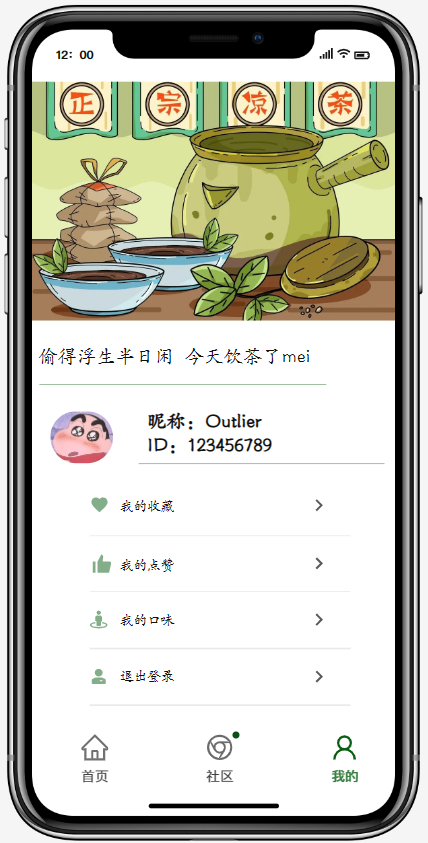 12：00
正 宗 凉 茶
偷得浮生半日闲 今天饮茶了mei
昵称：Outlier
ID：123456789
我的收藏
我的点赞
我的口味
退出登录
首页 社区 我的